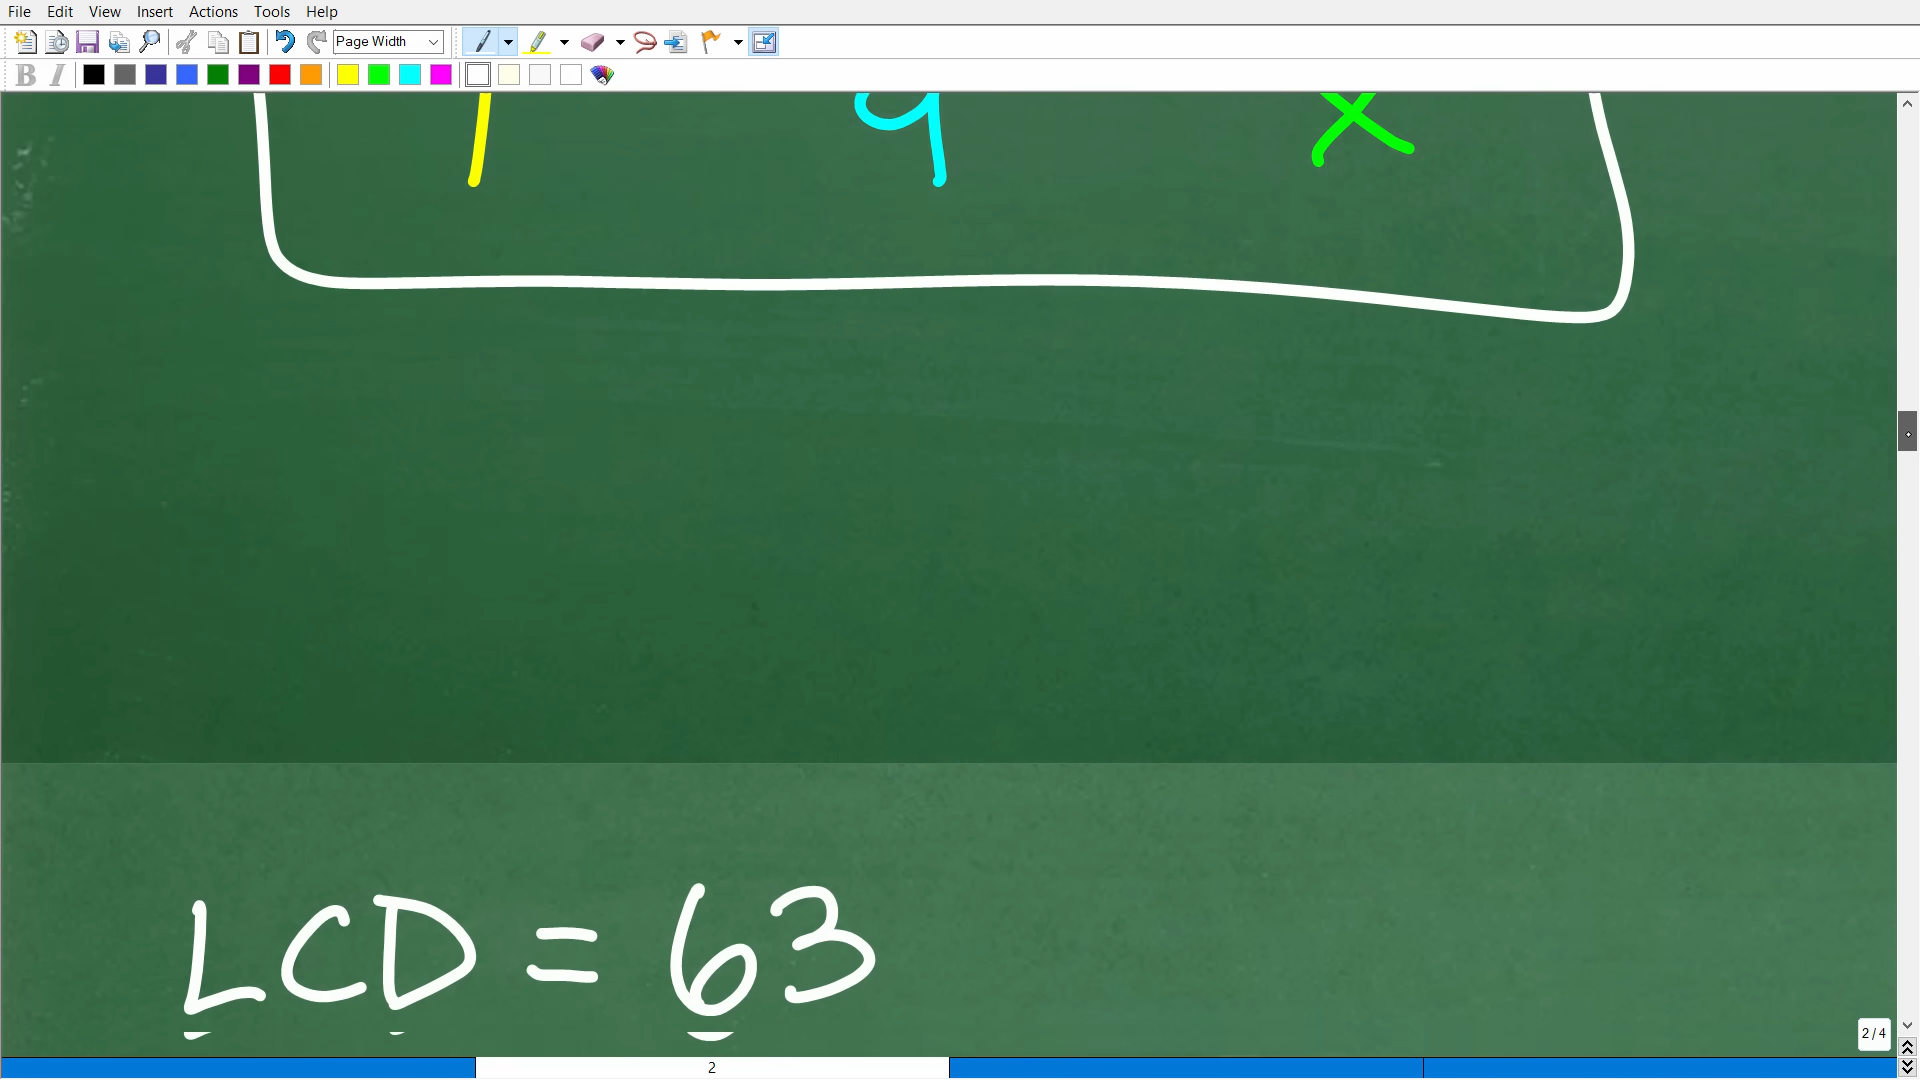 File Edit View Insert Actions Tools Help
Page Width
B I
x
LCD = 63
2 / 4
2